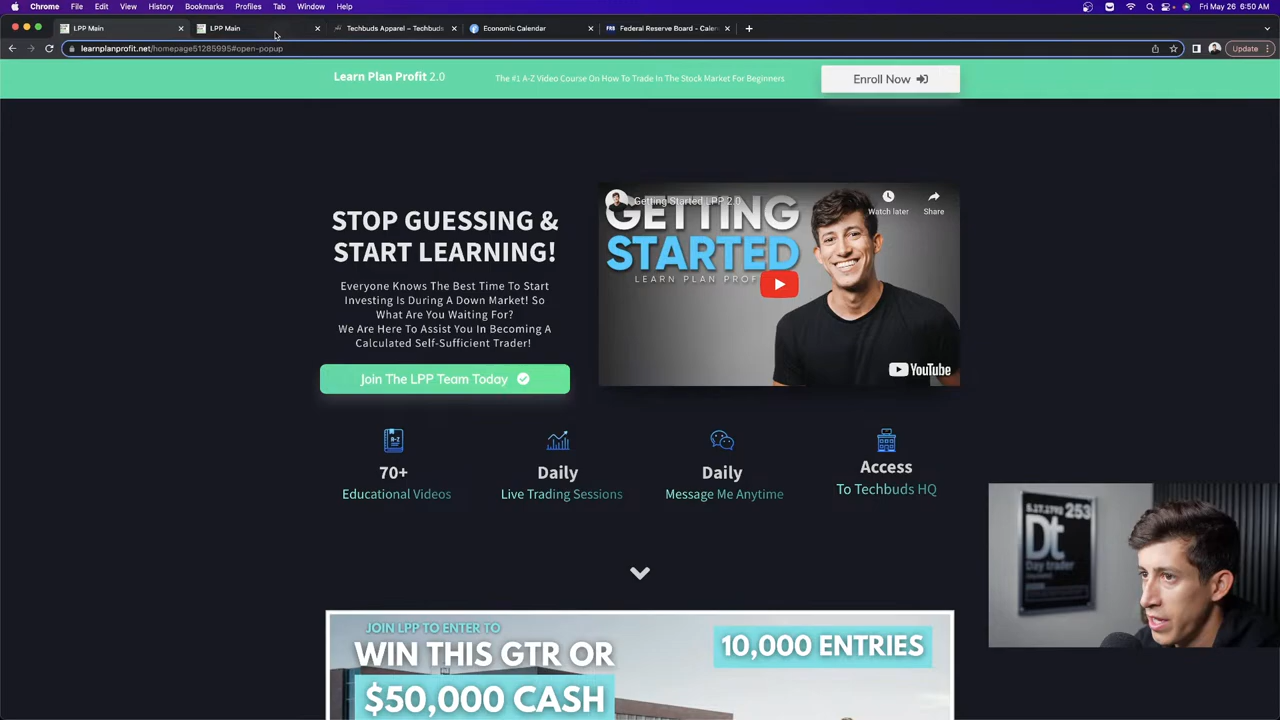 Chrome File Edit View History Bookmarks Profiles Tab Window Help
Fri May 26 6:50 AM
LPP Main
LPP Main
Techbuds Apparel – Techbuds
Economic Calendar
Federal Reserve Board - Calen
learnplanprofit.net/homepage51285995#open-popup
Update
Learn Plan Profit 2.0
The #1 A-Z Video Course On How To Trade In The Stock Market For Beginners
Enroll Now
STOP GUESSING &
START LEARNING!
Everyone Knows The Best Time To Start
Investing Is During A Down Market! So
What Are You Waiting For?
We Are Here To Assist You In Becoming A
Calculated Self-Sufficient Trader!
Join The LPP Team Today
Getting Started LPP 2.0
Watch later
Share
GETTING
STARTED
LEARN PLAN PROF
YouTube
A-Z
70+
Educational Videos
Daily
Live Trading Sessions
Daily
Message Me Anytime
Access
To Techbuds HQ
5.17.1792 253
Dt
Day trader
JOIN LPP TO ENTER TO
WIN THIS GTR OR
$50,000 CASH
10,000 ENTRIES